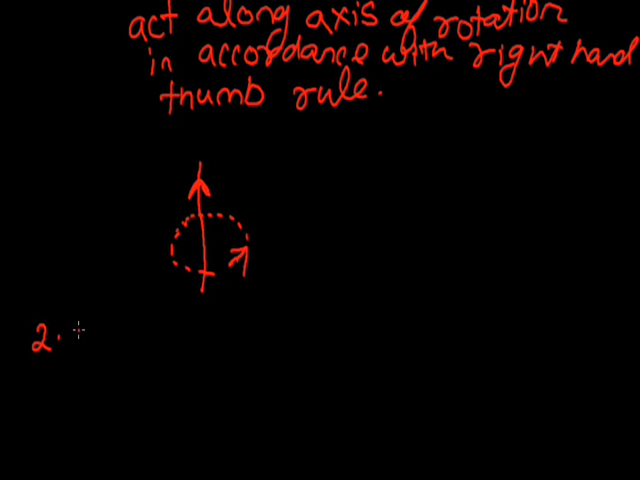 act along axis of rotation
in accordance with right hand
thumb rule.
2.